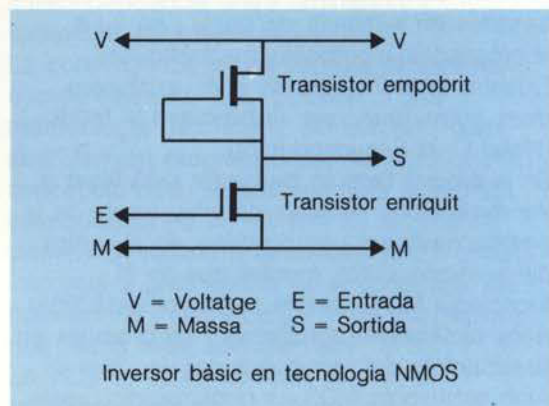 V V
Transistor empobrit
S
Transistor enriquit
E
M M
V = Voltatge E = Entrada
M = Massa S = Sortida
Inversor bàsic en tecnologia NMOS